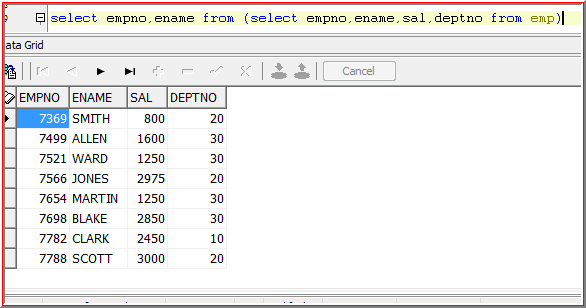 select empno,ename from (select empno,ename,sal,deptno from emp)
ata Grid
Cancel
EMPNO ENAME SAL DEPTNO
7369 SMITH 800 20
7499 ALLEN 1600 30
7521 WARD 1250 30
7566 JONES 2975 20
7654 MARTIN 1250 30
7698 BLAKE 2850 30
7782 CLARK 2450 10
7788 SCOTT 3000 20